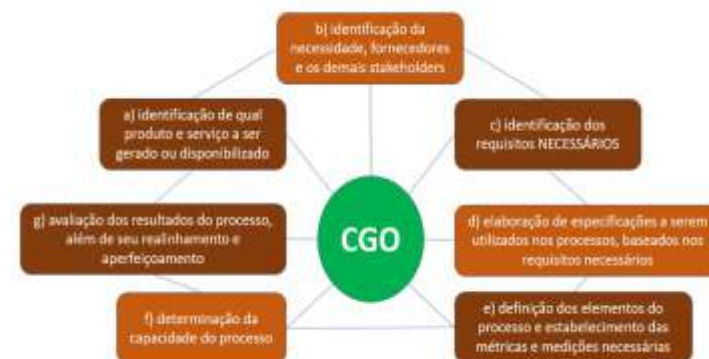 b) identificação da
necessidade, fornecedores
e os demais stakeholders
a) identificação de qual
produto e serviço a ser
gerado ou disponibilizado
c) identificação dos
requisitos NECESSÁRIOS
g) avaliação dos resultados do processo,
além de seu realinhamento e
aperfeiçoamento
CGO
d) elaboração de especificações a serem
utilizados nos processos, baseados nos
requisitos necessários
f) determinação da
capacidade do processo
e) definição dos elementos do
processo e estabelecimento das
métricas e medições necessárias